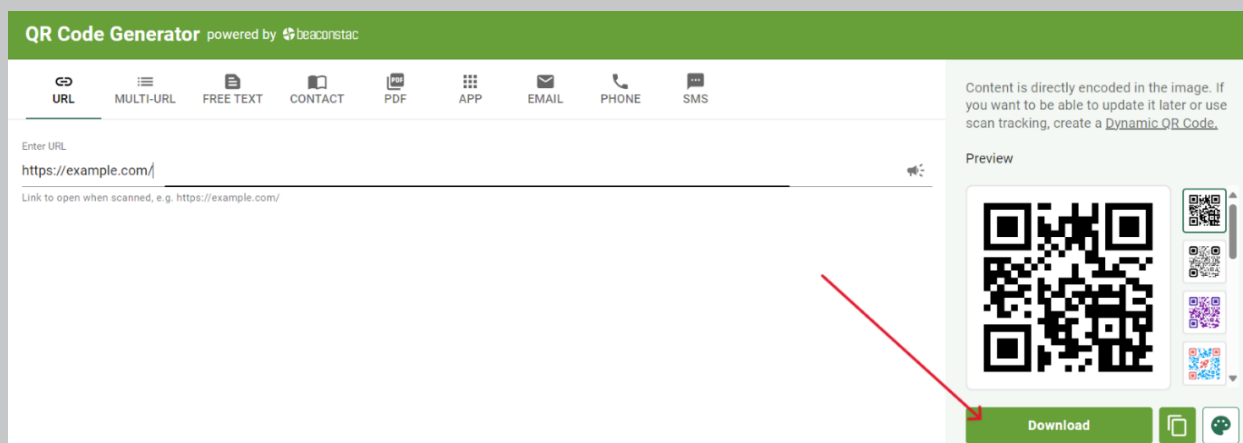 QR Code Generator powered by beaconstac
URL
MULTI-URL
FREE TEXT
CONTACT
PDF
PDF
APP
EMAIL
PHONE
SMS
Enter URL
https://example.com/
Link to open when scanned, e.g. https://example.com/
Content is directly encoded in the image. If
you want to be able to update it later or use
scan tracking, create a Dynamic QR Code.
Preview
Download